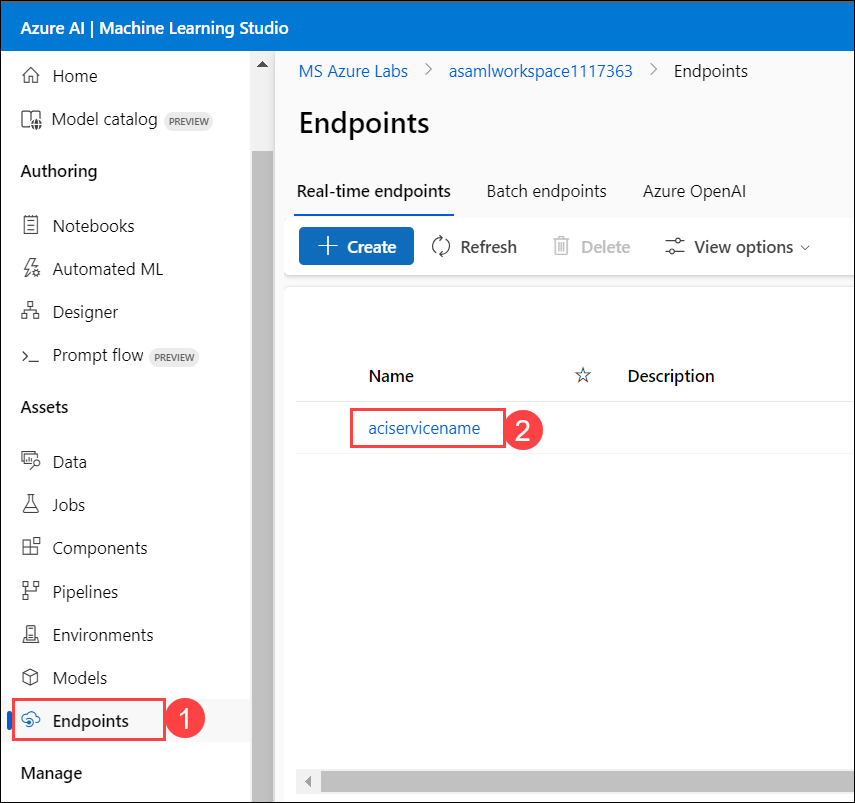 Azure AI | Machine Learning Studio
Home
Model catalog PREVIEW
Authoring
Notebooks
Automated ML
Designer
Prompt flow PREVIEW
Assets
Data
Jobs
Components
Pipelines
Environments
Models
Endpoints 1
Manage
MS Azure Labs > asamlworkspace1117363 > Endpoints
Endpoints
Real-time endpoints Batch endpoints Azure OpenAI
+ Create Refresh Delete View options
Name Description
aciservicename 2